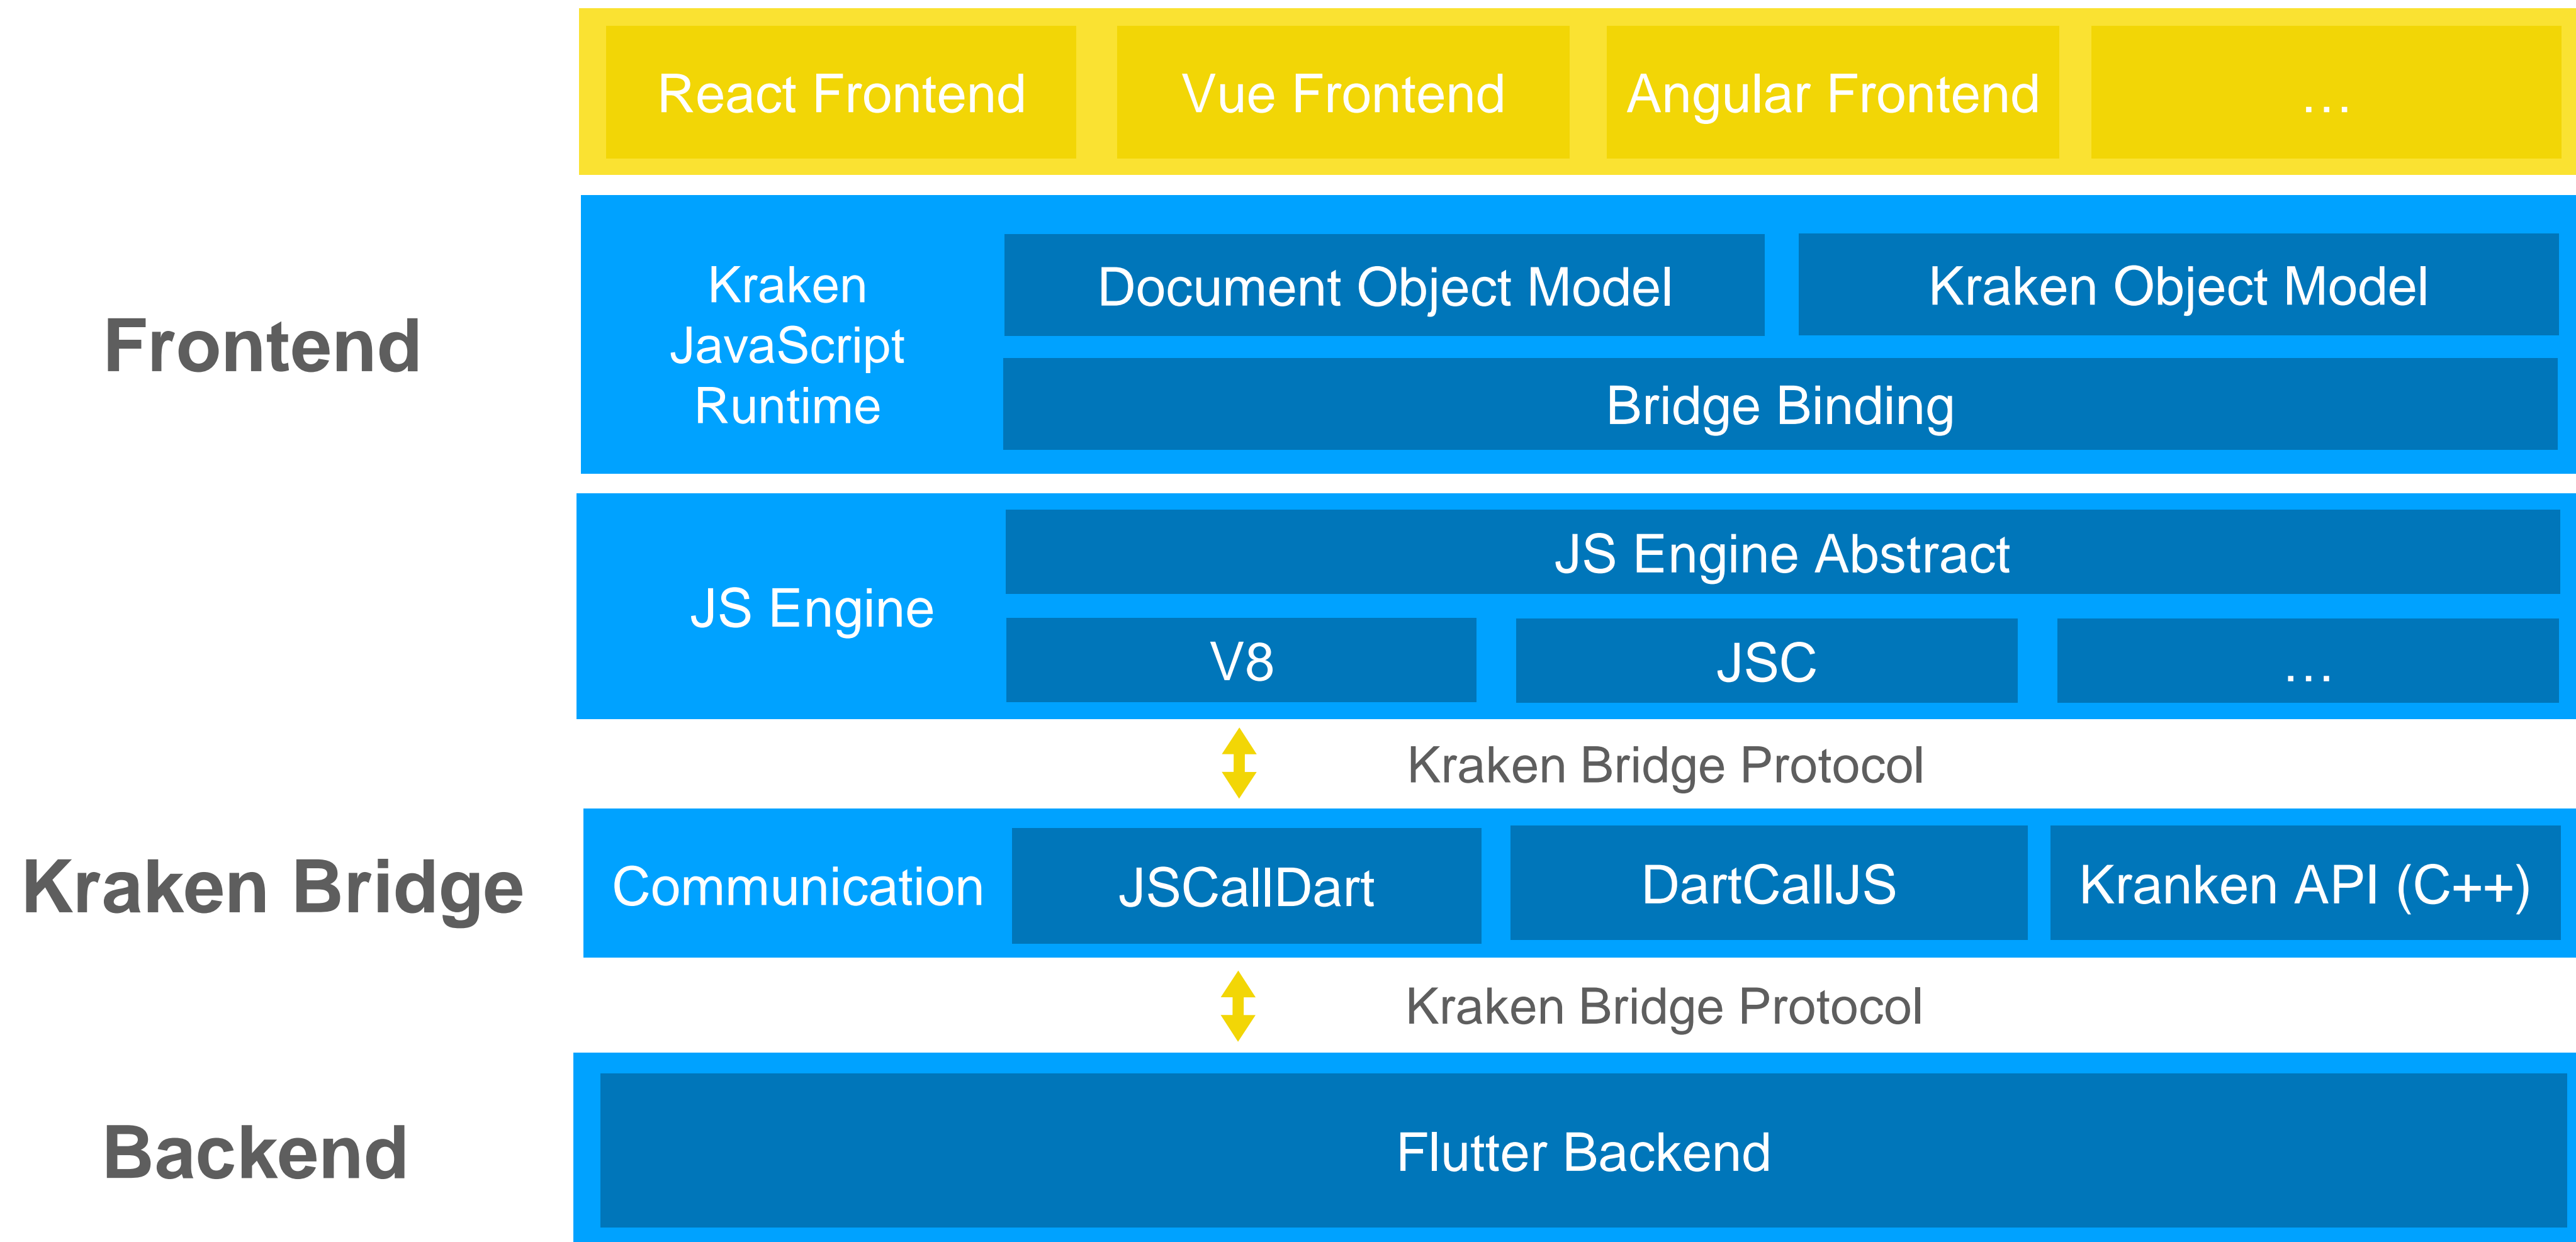 React Frontend
Vue Frontend
Angular Frontend
...
Frontend
Kraken
JavaScript
Runtime
Document Object Model
Kraken Object Model
Bridge Binding
JS Engine
JS Engine Abstract
V8
JSC
...
Kraken Bridge Protocol
Kraken Bridge
Communication
JSCallDart
DartCallJS
Kranken API (C++)
Kraken Bridge Protocol
Backend
Flutter Backend